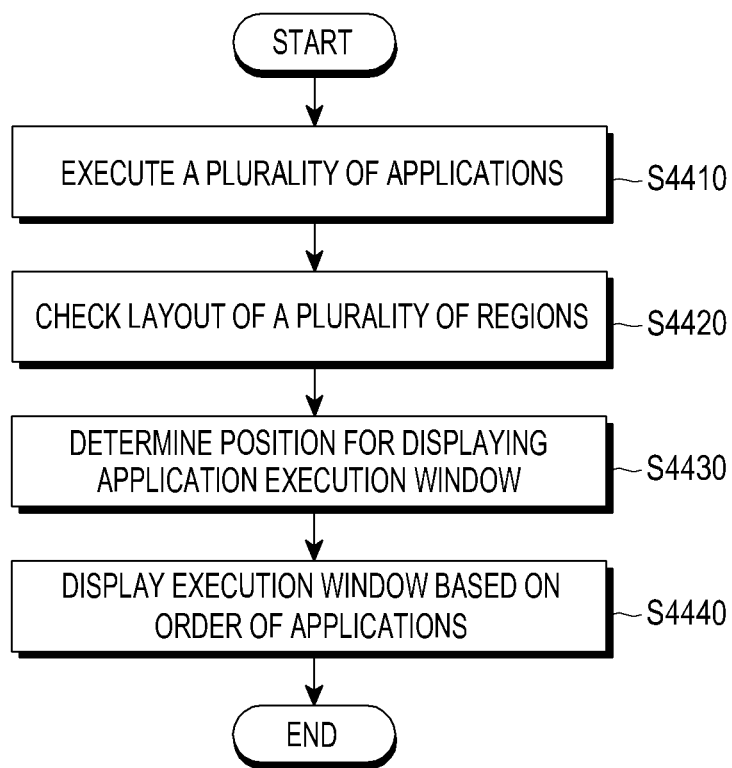 START
EXECUTE A PLURALITY OF APPLICATIONS
S4410
CHECK LAYOUT OF A PLURALITY OF REGIONS
S4420
DETERMINE POSITION FOR DISPLAYING
APPLICATION EXECUTION WINDOW
S4430
DISPLAY EXECUTION WINDOW BASED ON
ORDER OF APPLICATIONS
S4440
END